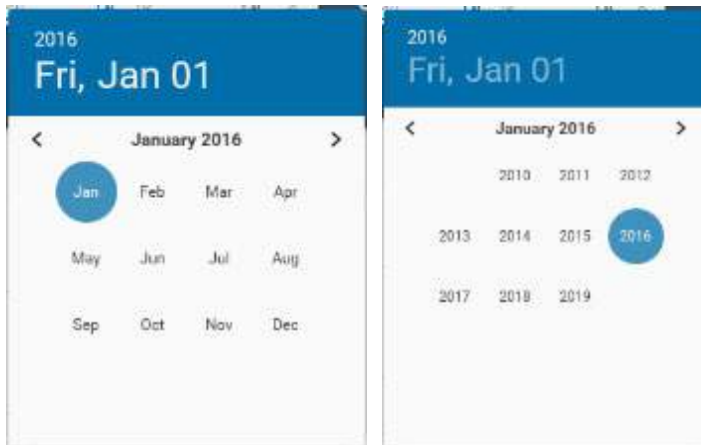 2016
Fri, Jan 01
January 2016
Jan Feb Mar Apr
May Jun Jul Aug
Sep Oct Nov Dec
2016
Fri, Jan 01
January 2016
2010 2011 2012
2013 2014 2015 2016
2017 2018 2019